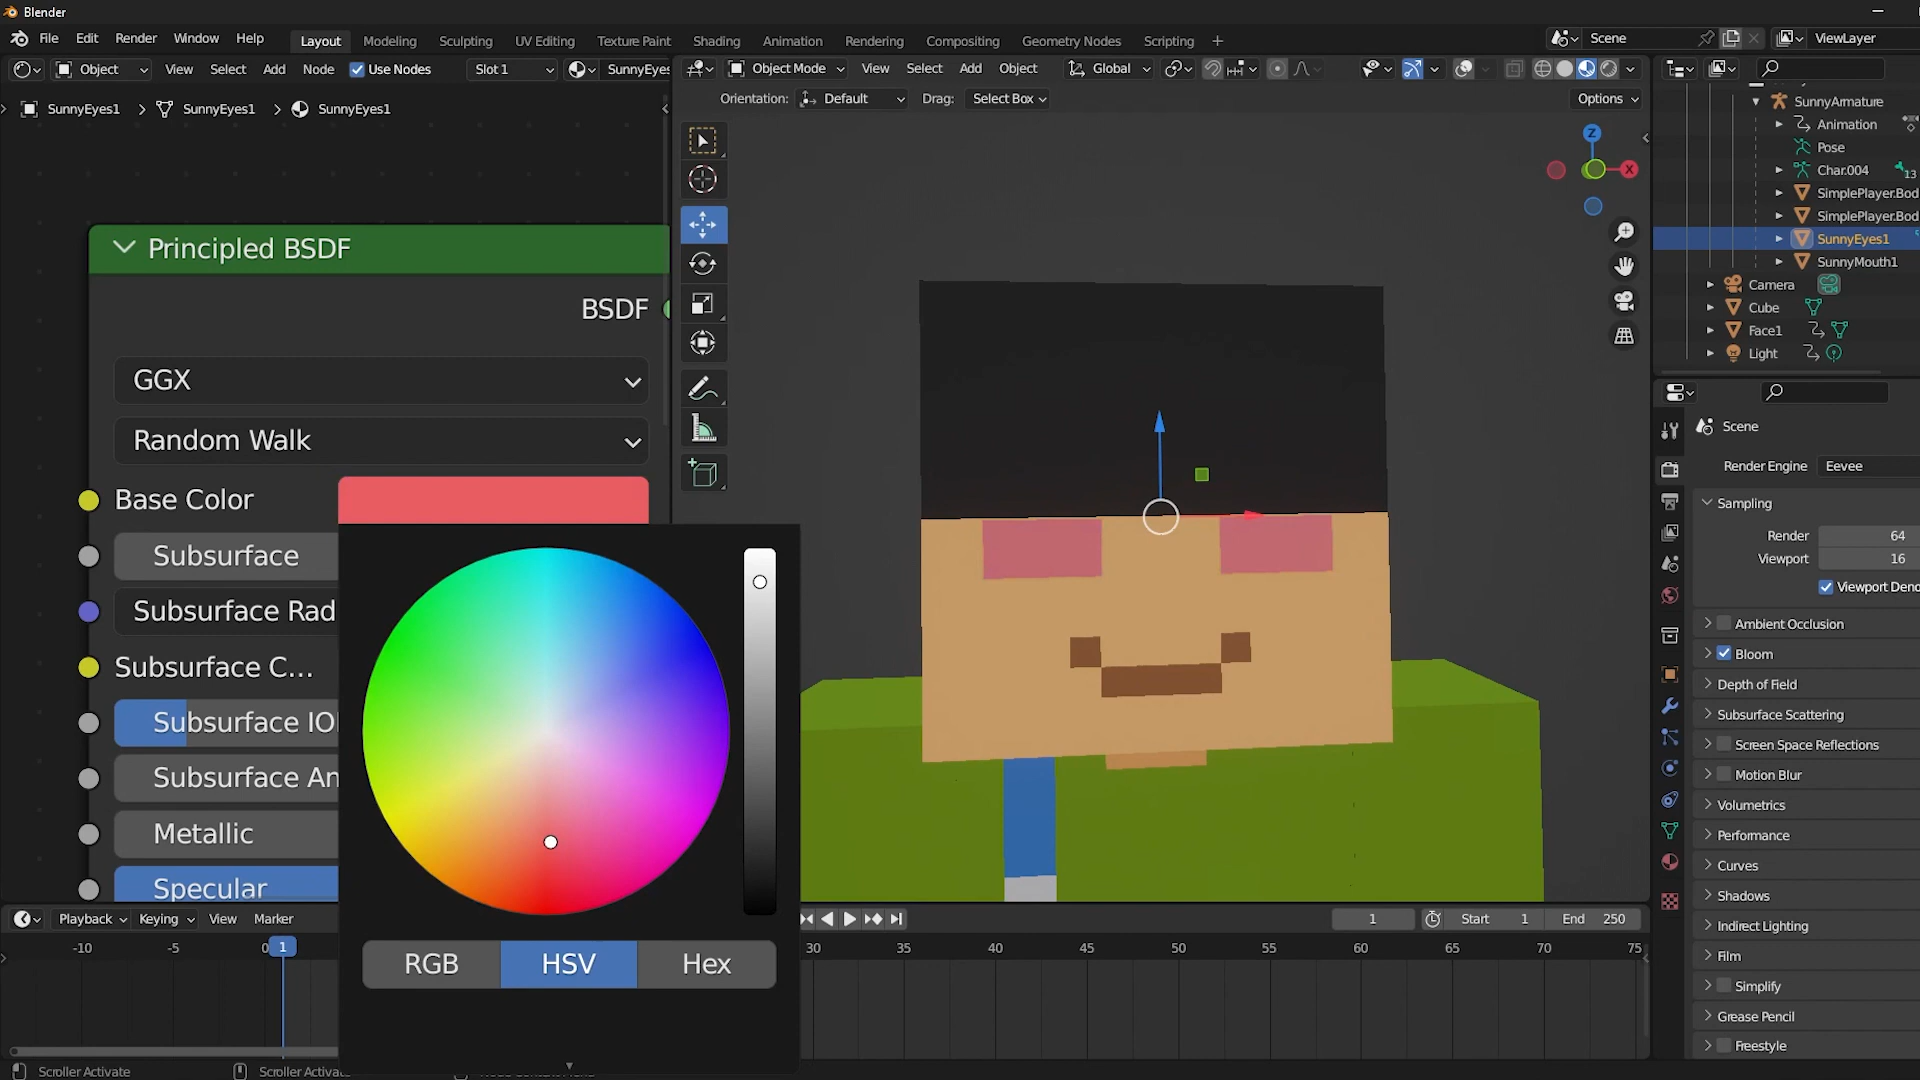 Blender
File Edit Render Window Help
Layout Modeling Sculpting UV Editing Texture Paint Shading Animation Rendering Compositing Geometry Nodes Scripting +
Scene
ViewLayer
Object View Select Add Node Use Nodes Slot 1 SunnyEyes
Object Mode View Select Add Object Global
SunnyEyes1 > SunnyEyes1 > SunnyEyes1
Orientation: Default Drag: Select Box Options
Z
X
SunnyArmature
Animation
Pose
Char.004 13
SimplePlayer.Bod
SimplePlayer.Bod
SunnyEyes1
SunnyMouth1
Camera
Cube
Face1
Light
Principled BSDF
BSDF
GGX
Random Walk
Base Color
Subsurface
Subsurface Rad
Subsurface C...
Subsurface IO
Subsurface An
Metallic
Specular
RGB HSV Hex
Scene
Render Engine Eevee
Sampling
Render 64
Viewport 16
Viewport Deno
Ambient Occlusion
Bloom
Depth of Field
Subsurface Scattering
Screen Space Reflections
Motion Blur
Volumetrics
Performance
Curves
Shadows
Indirect Lighting
Film
Simplify
Grease Pencil
Freestyle
Playback Keying View Marker
1 Start 1 End 250
-10 -5 0 1 30 35 40 45 50 55 60 65 70 75
Scroller Activate Scroller Activate